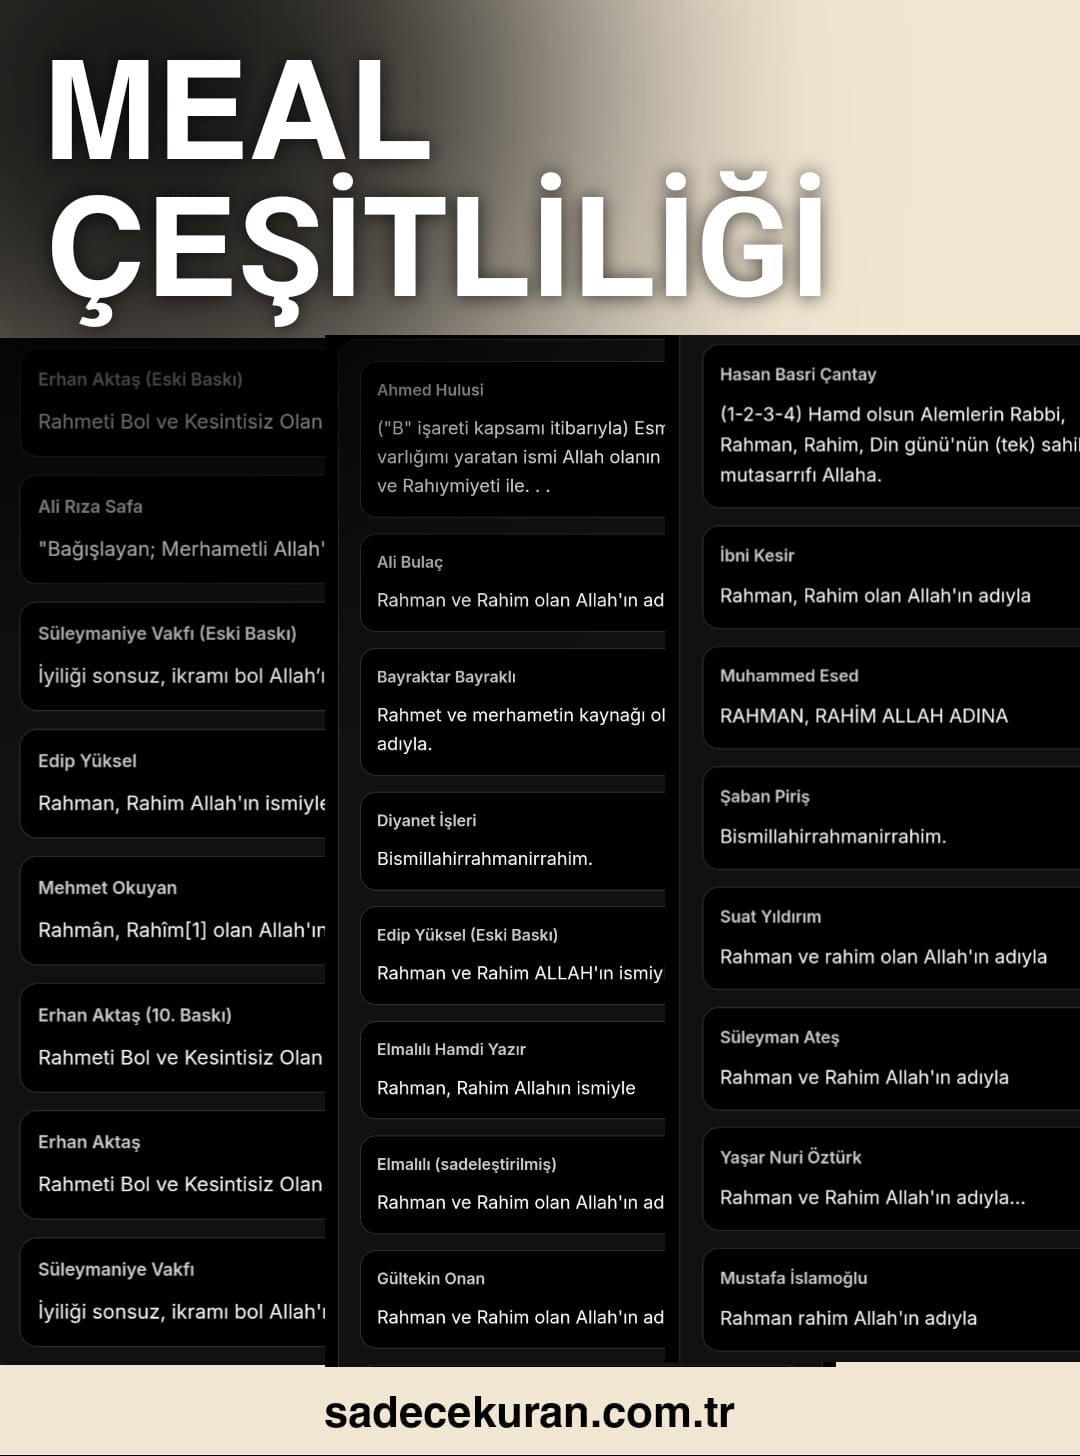 MEAL
ÇEŞİTLİLİĞİ
Erhan Aktaş (Eski Baskı)
Rahmeti Bol ve Kesintisiz Olan
Ali Rıza Safa
"Bağışlayan; Merhametli Allah'
Süleymaniye Vakfı (Eski Baskı)
İyiliği sonsuz, ikramı bol Allah'ı
Edip Yüksel
Rahman, Rahim Allah'ın ismiyle
Mehmet Okuyan
Rahmân, Rahîm[1] olan Allah'ın
Erhan Aktaş (10. Baskı)
Rahmeti Bol ve Kesintisiz Olan
Erhan Aktaş
Rahmeti Bol ve Kesintisiz Olan
Süleymaniye Vakfı
İyiliği sonsuz, ikramı bol Allah'ı
Ahmed Hulusi
("B" işareti kapsamı itibarıyla) Esm
varlığımı yaratan ismi Allah olanın
ve Rahıymiyeti ile. . .
Ali Bulaç
Rahman ve Rahim olan Allah'ın ad
Bayraktar Bayraklı
Rahmet ve merhametin kaynağı ol
adıyla.
Diyanet İşleri
Bismillahirrahmanirrahim.
Edip Yüksel (Eski Baskı)
Rahman ve Rahim ALLAH'ın ismiy
Elmalılı Hamdi Yazır
Rahman, Rahim Allahın ismiyle
Elmalılı (sadeleştirilmiş)
Rahman ve Rahim olan Allah'ın ad
Gültekin Onan
Rahman ve Rahim olan Allah'ın ad
Hasan Basri Çantay
(1-2-3-4) Hamd olsun Alemlerin Rabbi,
Rahman, Rahim, Din günü'nün (tek) sahi
mutasarrıfı Allaha.
İbni Kesir
Rahman, Rahim olan Allah'ın adıyla
Muhammed Esed
RAHMAN, RAHİM ALLAH ADINA
Şaban Piriş
Bismillahirrahmanirrahim.
Suat Yıldırım
Rahman ve rahim olan Allah'ın adıyla
Süleyman Ateş
Rahman ve Rahim Allah'ın adıyla
Yaşar Nuri Öztürk
Rahman ve Rahim Allah'ın adıyla...
Mustafa İslamoğlu
Rahman rahim Allah'ın adıyla
sadecekuran.com.tr